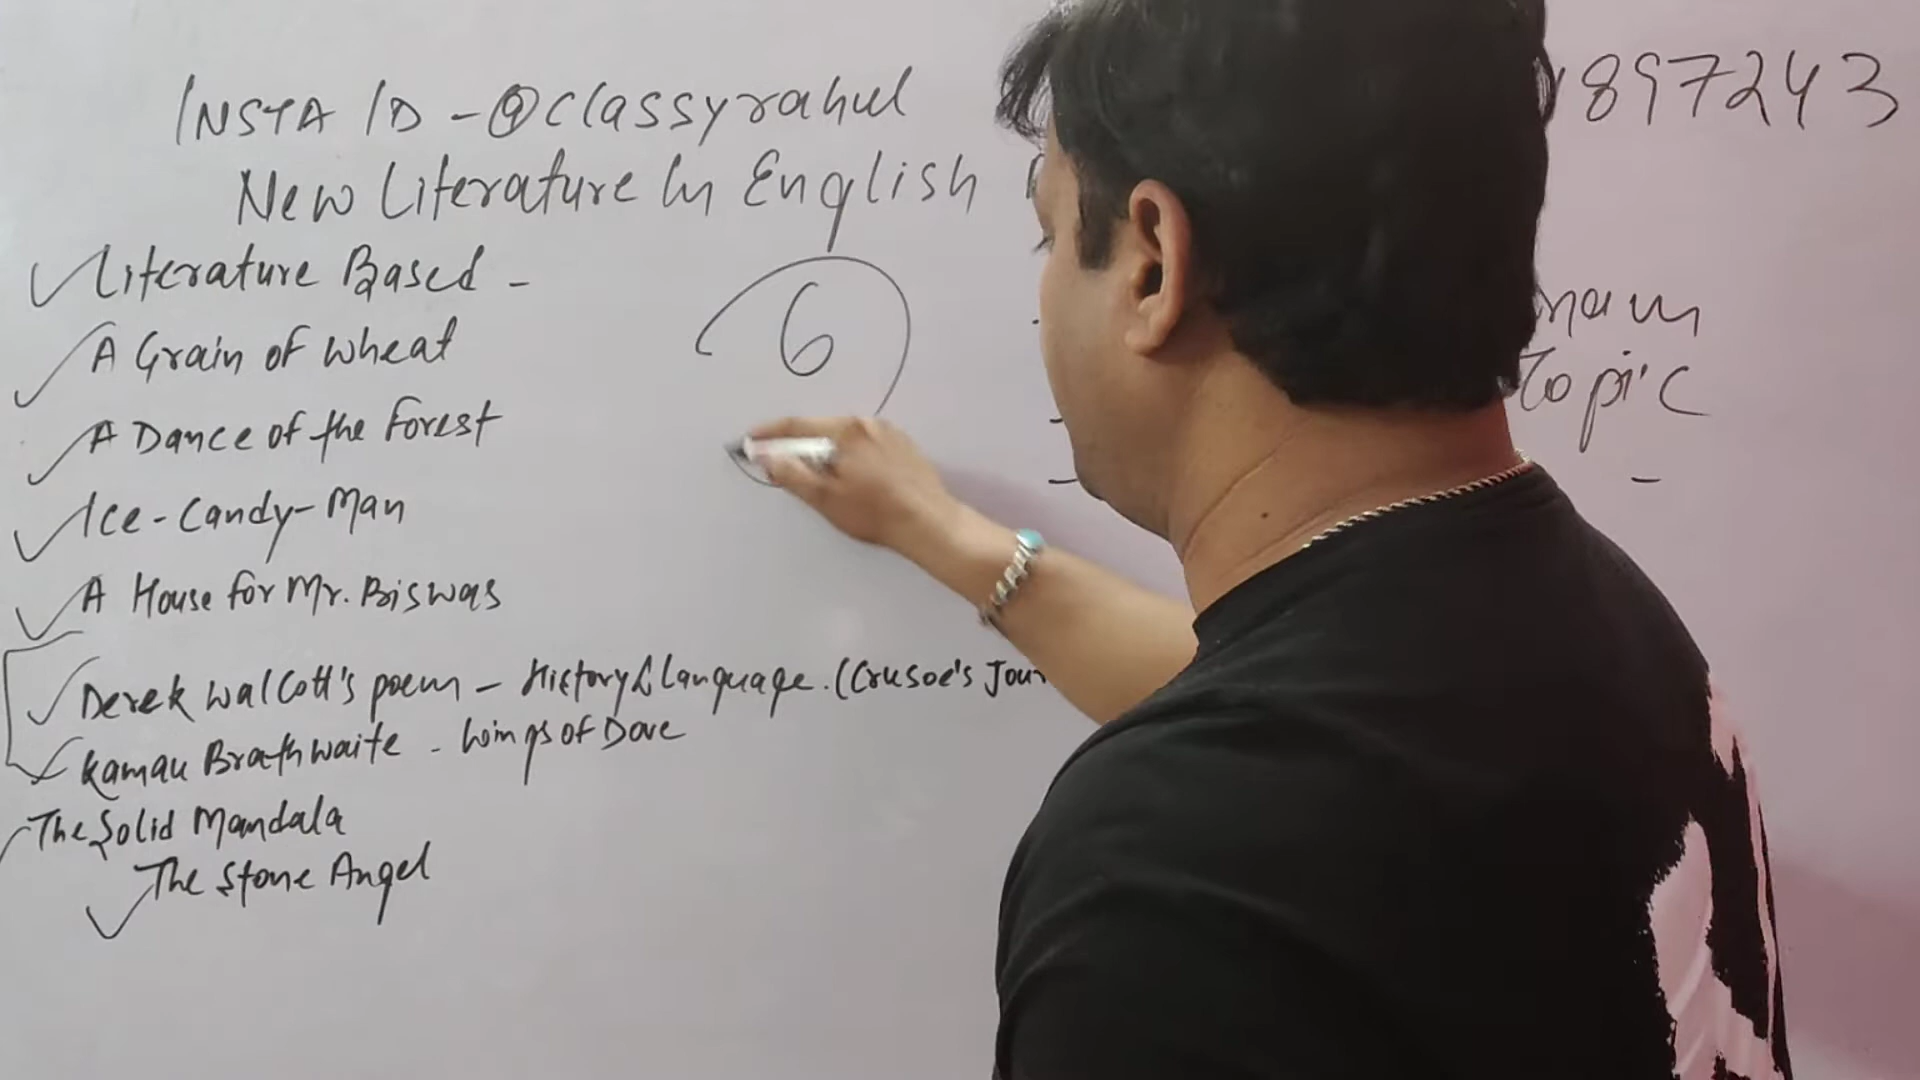 INSTA ID - @classyrahul 897243
New Literature In English
Literature Based -
A Grain of Wheat
A Dance of the Forest
Ice-Candy-Man
A House for Mr. Biswas
Derek Walcott's poem - History & language. (Crusoe's Jour
Kamau Brathwaite - Wings of Dove
The Solid Mandala
The Stone Angel
6
Topic
-